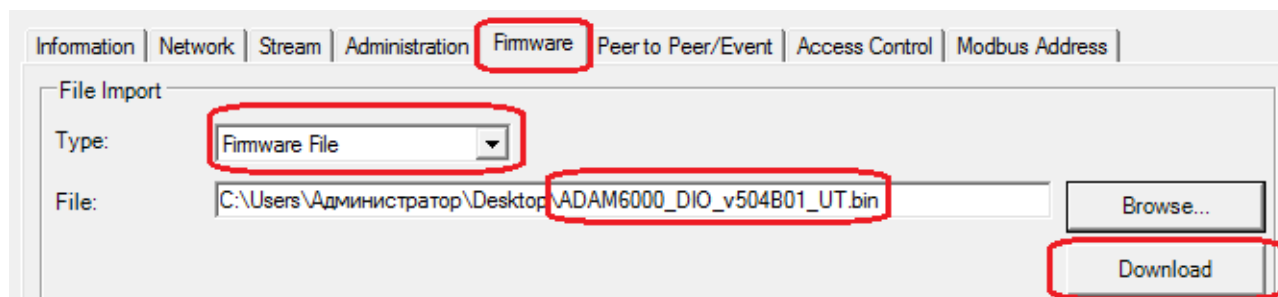 Information Network Stream Administration Firmware Peer to Peer/Event Access Control Modbus Address
File Import
Type: Firmware File
File: C:\Users\Администратор\Desktop\ADAM6000_DIO_v504B01_UT.bin Browse...
Download